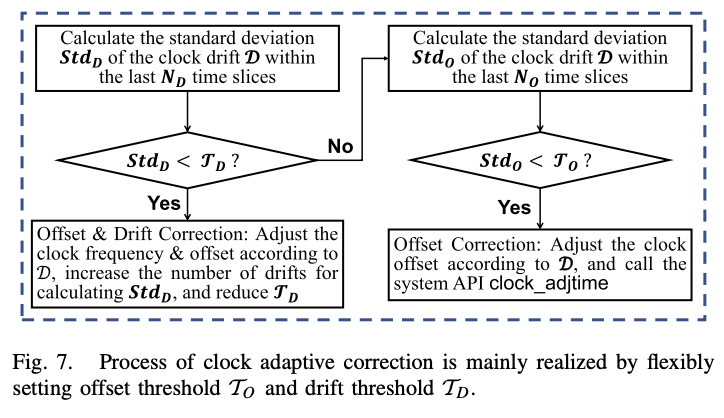 Calculate the standard deviation
Std_D of the clock drift 𝒟 within
the last N_D time slices
Std_D < 𝒯_D ?
No
Yes
Offset & Drift Correction: Adjust the
clock frequency & offset according to
𝒟, increase the number of drifts for
calculating Std_D, and reduce 𝒯_D
Calculate the standard deviation
Std_O of the clock drift 𝒟 within
the last N_O time slices
Std_O < 𝒯_O ?
Yes
Offset Correction: Adjust the clock
offset according to 𝒟, and call the
system API clock_adjtime
Fig. 7. Process of clock adaptive correction is mainly realized by flexibly
setting offset threshold 𝒯_O and drift threshold 𝒯_D.